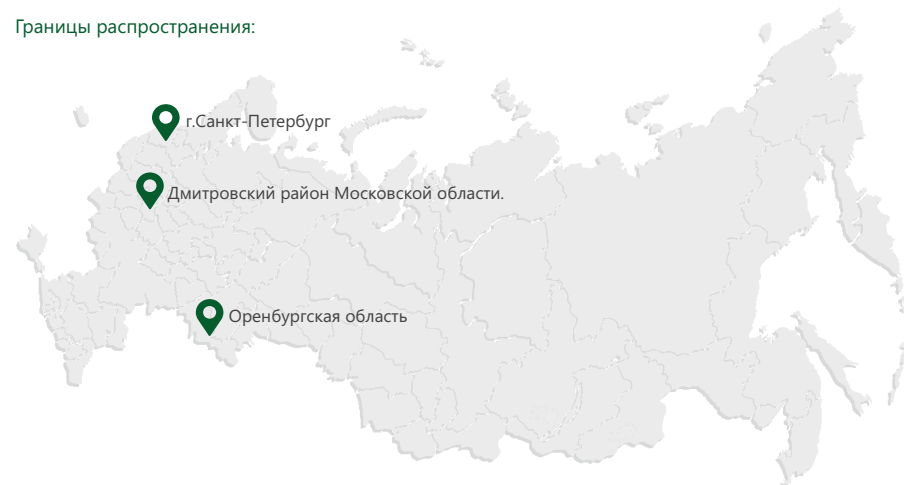 Границы распространения:
г.Санкт-Петербург
Дмитровский район Московской области.
Оренбургская область